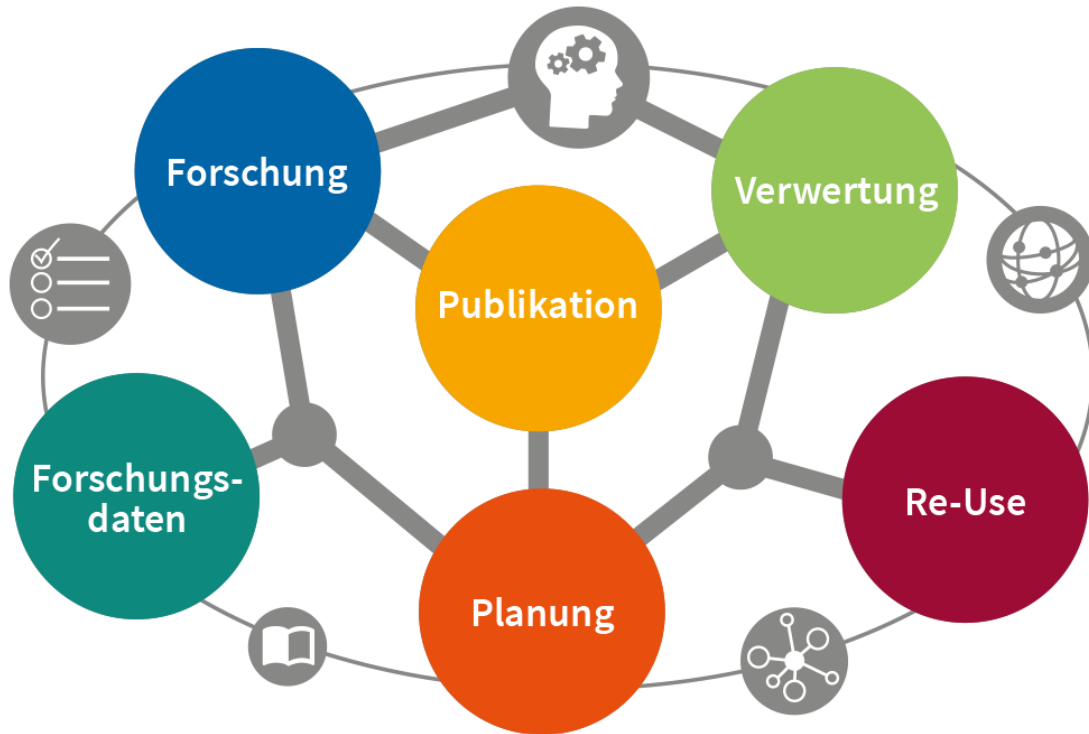 Forschung
Verwertung
Publikation
Forschungs-
daten
Re-Use
Planung